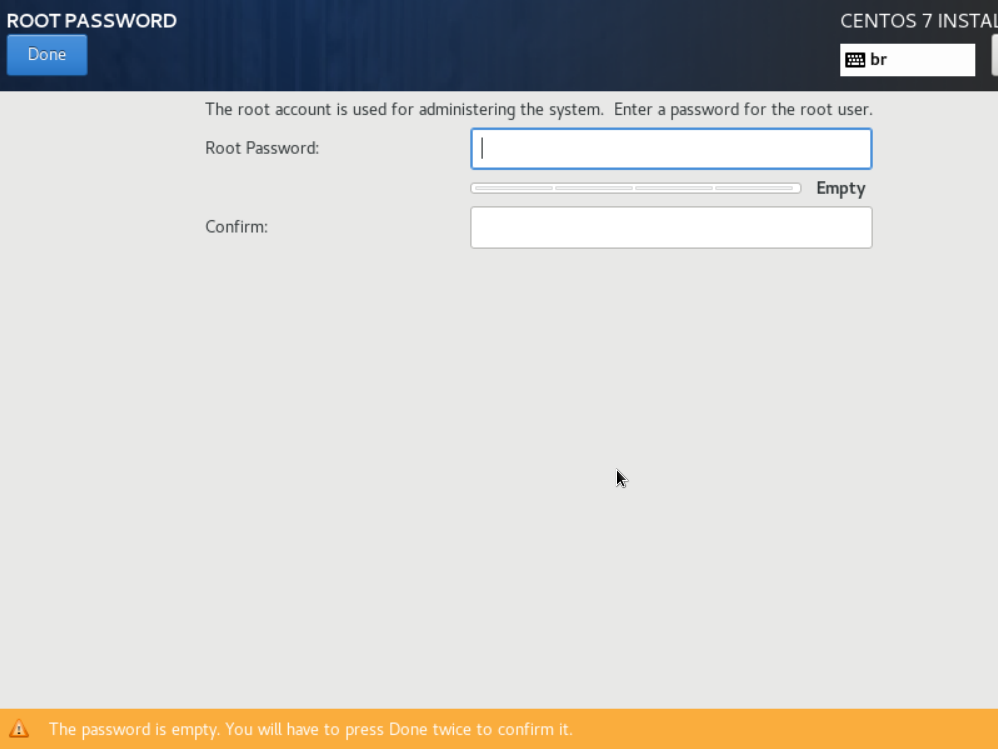 ROOT PASSWORD
CENTOS 7 INSTAL
Done
br
The root account is used for administering the system.  Enter a password for the root user.
Root Password:
Empty
Confirm:
The password is empty. You will have to press Done twice to confirm it.